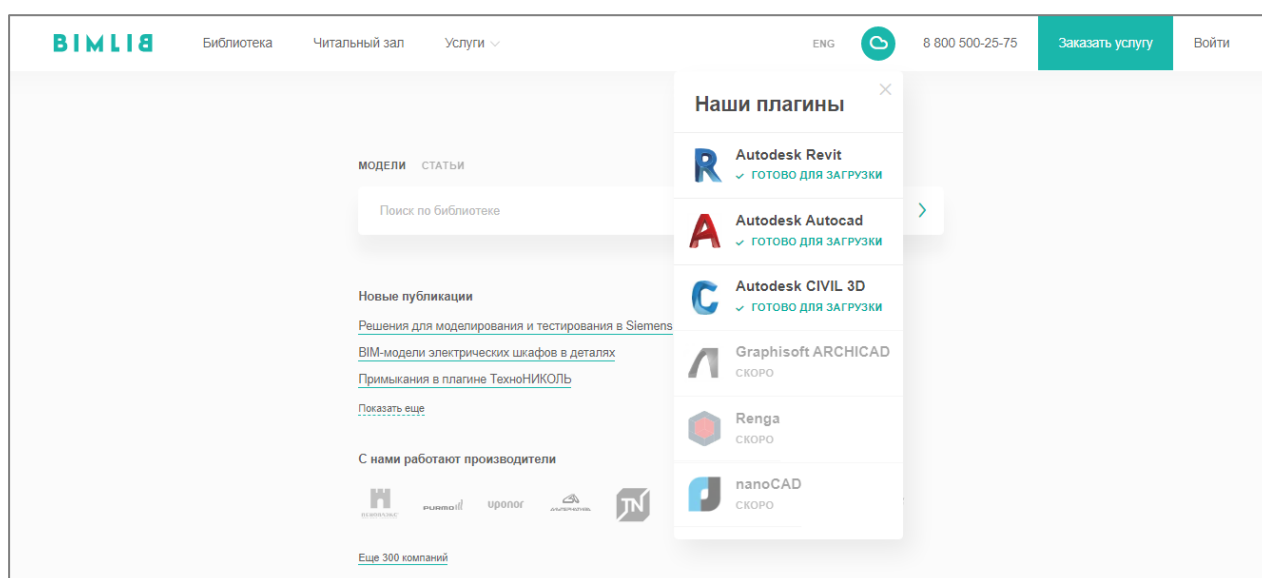 BIMLIB
Библиотека
Читальный зал
Услуги
ENG
8 800 500-25-75
Заказать услугу
Войти
Наши плагины
Autodesk Revit
ГОТОВО ДЛЯ ЗАГРУЗКИ
Autodesk Autocad
ГОТОВО ДЛЯ ЗАГРУЗКИ
Autodesk CIVIL 3D
ГОТОВО ДЛЯ ЗАГРУЗКИ
Graphisoft ARCHICAD
СКОРО
Renga
СКОРО
nanoCAD
СКОРО
МОДЕЛИ СТАТЬИ
Поиск по библиотеке
Новые публикации
Решения для моделирования и тестирования в Siemens
BIM-модели электрических шкафов в деталях
Примыкания в плагине ТехноНИКОЛЬ
Показать еще
С нами работают производители
PURMO
uponor
TN
Еще 300 компаний